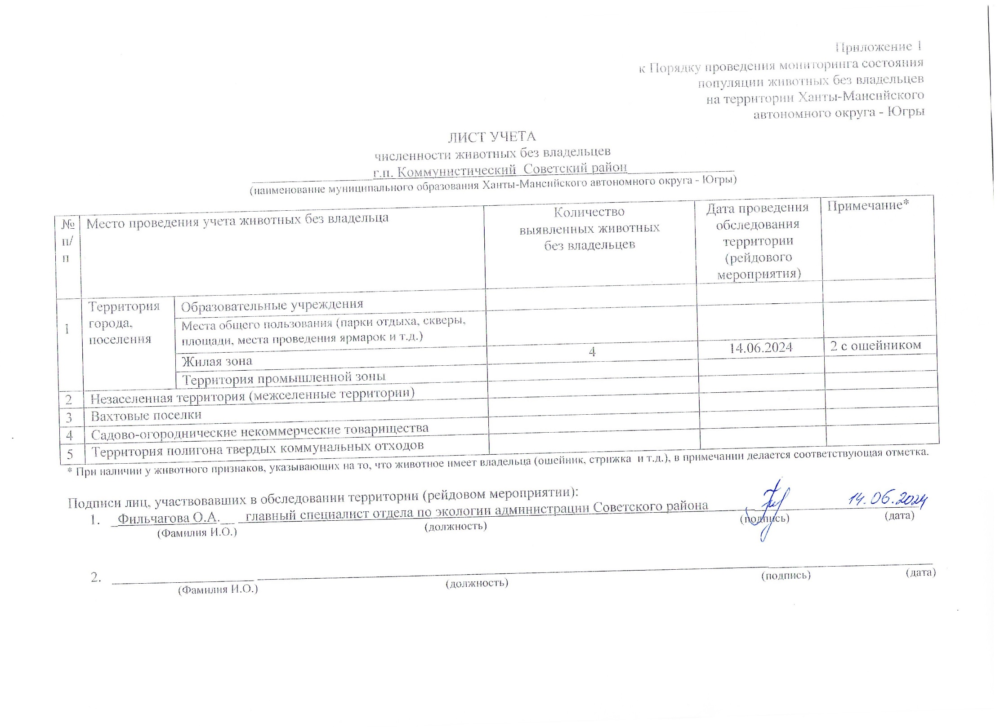 Приложение 1
к Порядку проведения мониторинга состояния
популяции животных без владельцев
на территории Ханты-Мансийского
автономного округа - Югры
ЛИСТ УЧЕТА
численности животных без владельцев
г.п. Коммунистический Советский район
(наименование муниципального образования Ханты-Мансийского автономного округа - Югры)
№ п/п
Место проведения учета животных без владельца
Количество
выявленных животных
без владельцев
Дата проведения
обследования
территории
(рейдового
мероприятия)
Примечание*
1
Территория
города,
поселения
Образовательные учреждения
Места общего пользования (парки отдыха, скверы,
площади, места проведения ярмарок и т.д.)
Жилая зона 4 14.06.2024 2 с ошейником
Территория промышленной зоны
2 Незаселенная территория (межселенные территории)
3 Вахтовые поселки
4 Садово-огороднические некоммерческие товарищества
5 Территория полигона твердых коммунальных отходов
* При наличии у животного признаков, указывающих на то, что животное имеет владельца (ошейник, стрижка и т.д.), в примечании делается соответствующая отметка.
Подписи лиц, участвовавших в обследовании территории (рейдовом мероприятии):
1. Фильчагова О.А. главный специалист отдела по экологии администрации Советского района 14.06.2024
(Фамилия И.О.) (должность) (подпись) (дата)
2.
(Фамилия И.О.) (должность) (подпись) (дата)